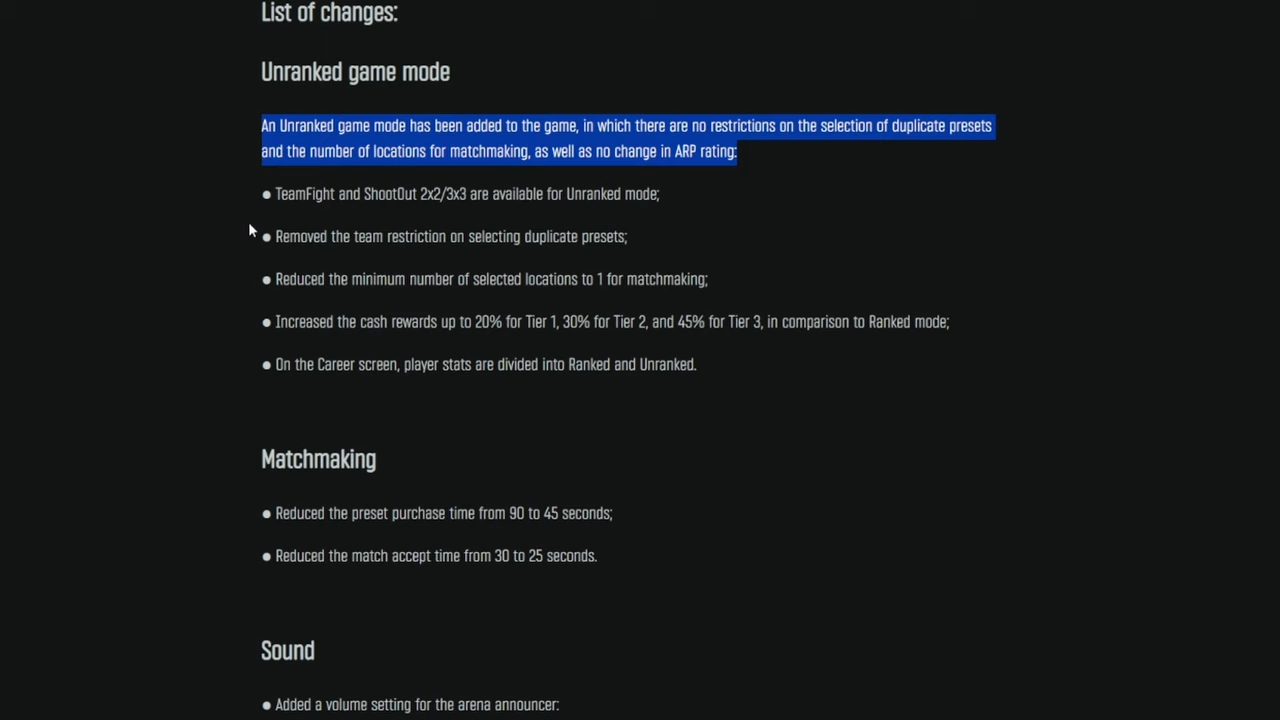 List of changes:
Unranked game mode
An Unranked game mode has been added to the game, in which there are no restrictions on the selection of duplicate presets
and the number of locations for matchmaking, as well as no change in ARP rating:
● TeamFight and ShootOut 2x2/3x3 are available for Unranked mode;
● Removed the team restriction on selecting duplicate presets;
● Reduced the minimum number of selected locations to 1 for matchmaking;
● Increased the cash rewards up to 20% for Tier 1, 30% for Tier 2, and 45% for Tier 3, in comparison to Ranked mode;
● On the Career screen, player stats are divided into Ranked and Unranked.
Matchmaking
● Reduced the preset purchase time from 90 to 45 seconds;
● Reduced the match accept time from 30 to 25 seconds.
Sound
● Added a volume setting for the arena announcer: